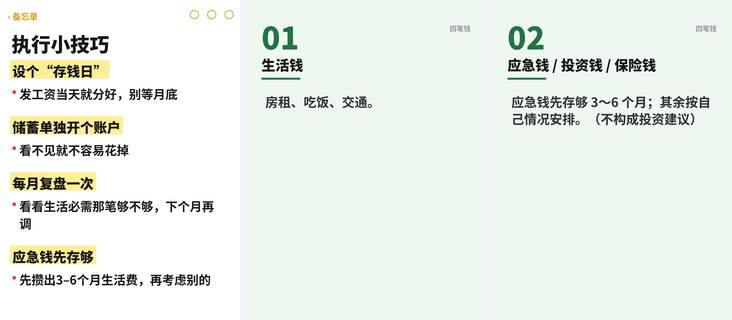 ‹备忘录
执行小技巧
设个“存钱日”
• 发工资当天就分好，别等月底
储蓄单独开个账户
• 看不见就不容易花掉
每月复盘一次
• 看看生活必需那笔够不够，下个月再
调
应急钱先存够
• 先攒出3–6个月生活费，再考虑别的
01
四笔钱
生活钱
房租、吃饭、交通。
02
四笔钱
应急钱 / 投资钱 / 保险钱
应急钱先存够 3～6 个月；其余按自
己情况安排。（不构成投资建议）